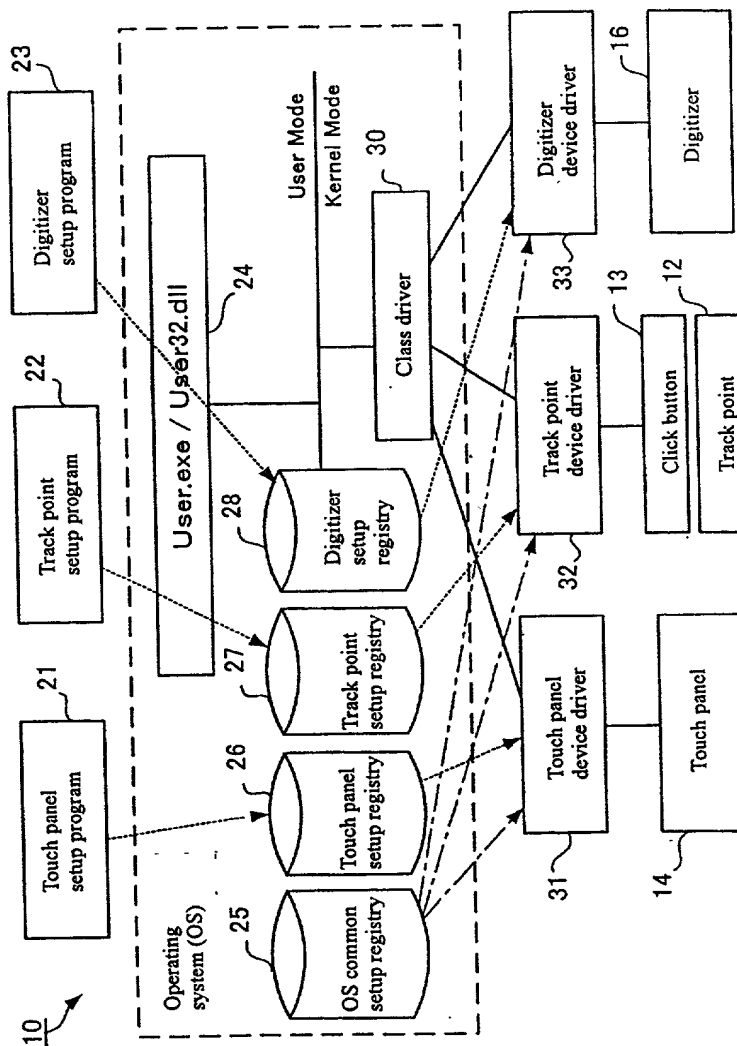 10
21
Touch panel
setup program
22
Track point
setup program
23
Digitizer
setup program
Operating
system (OS)
User.exe / User32.dll
24
User Mode
Kernel Mode
25
OS common
setup registry
26
Touch panel
setup registry
27
Track point
setup registry
28
Digitizer
setup
registry
30
Class driver
31
Touch panel
device driver
32
Track point
device driver
33
Digitizer
device driver
14
Touch panel
13
Click button
12
Track point
16
Digitizer